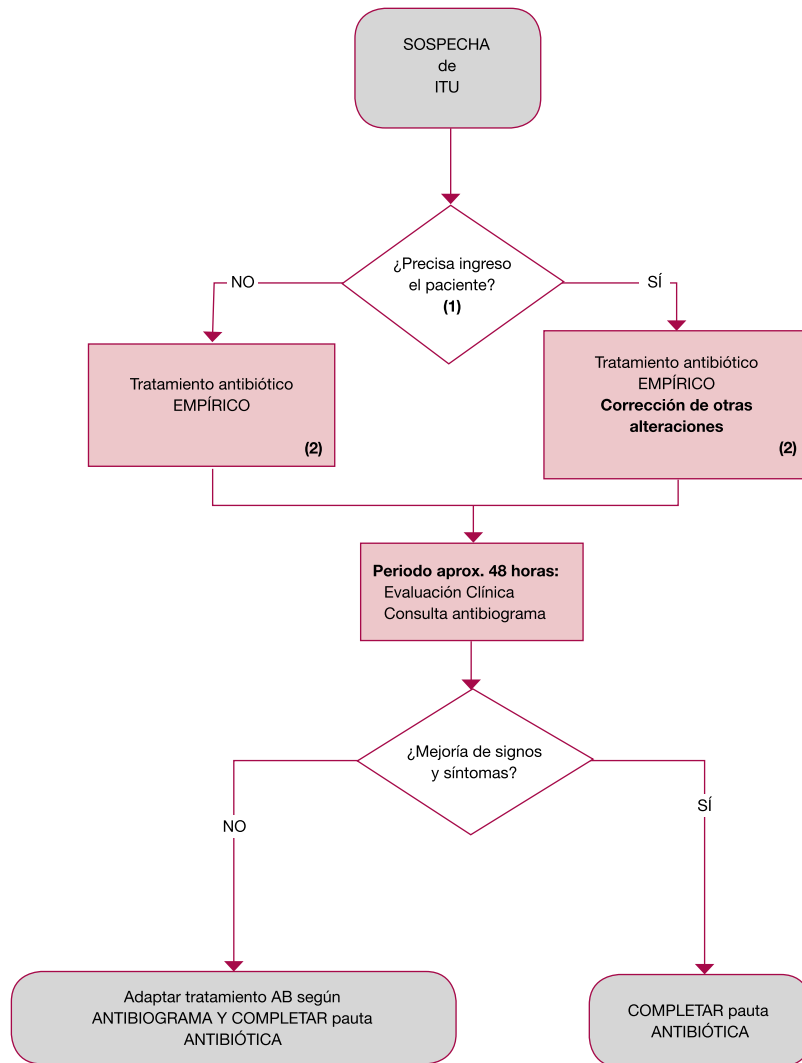 SOSPECHA
de
ITU
¿Precisa ingreso
el paciente?
(1)
NO
SÍ
Tratamiento antibiótico
EMPÍRICO
(2)
Tratamiento antibiótico
EMPÍRICO
Corrección de otras
alteraciones
(2)
Periodo aprox. 48 horas:
Evaluación Clínica
Consulta antibiograma
¿Mejoría de signos
y síntomas?
NO
SÍ
Adaptar tratamiento AB según
ANTIBIOGRAMA Y COMPLETAR pauta
ANTIBIÓTICA
COMPLETAR pauta
ANTIBIÓTICA